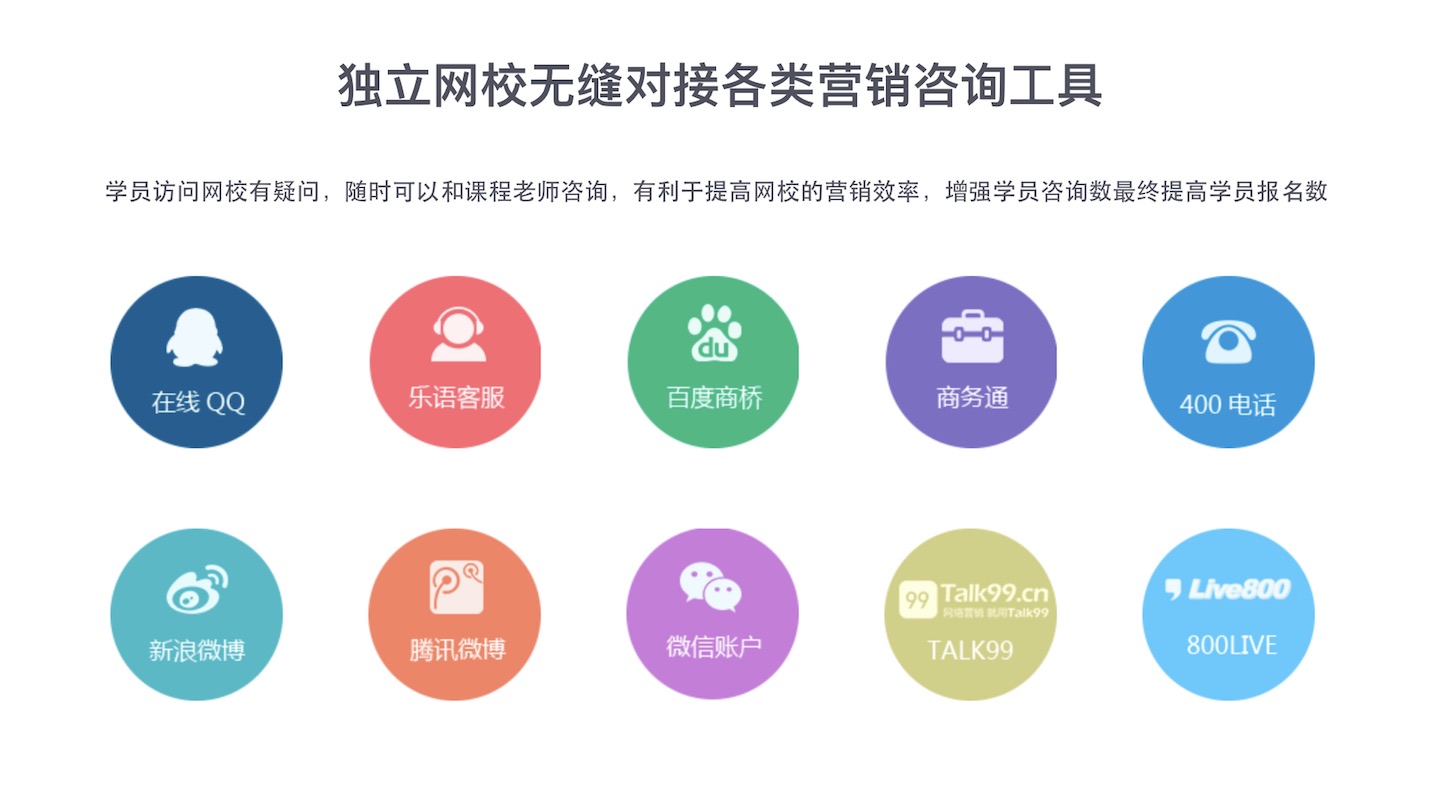 独立网校无缝对接各类营销咨询工具
学员访问网校有疑问，随时可以和课程老师咨询，有利于提高网校的营销效率，增强学员咨询数最终提高学员报名数
在线 QQ
乐语客服
du
百度商桥
商务通
400 电话
新浪微博
腾讯微博
微信账户
99 Talk99.cn
网络营销 就用Talk99
TALK99
Live800
800LIVE